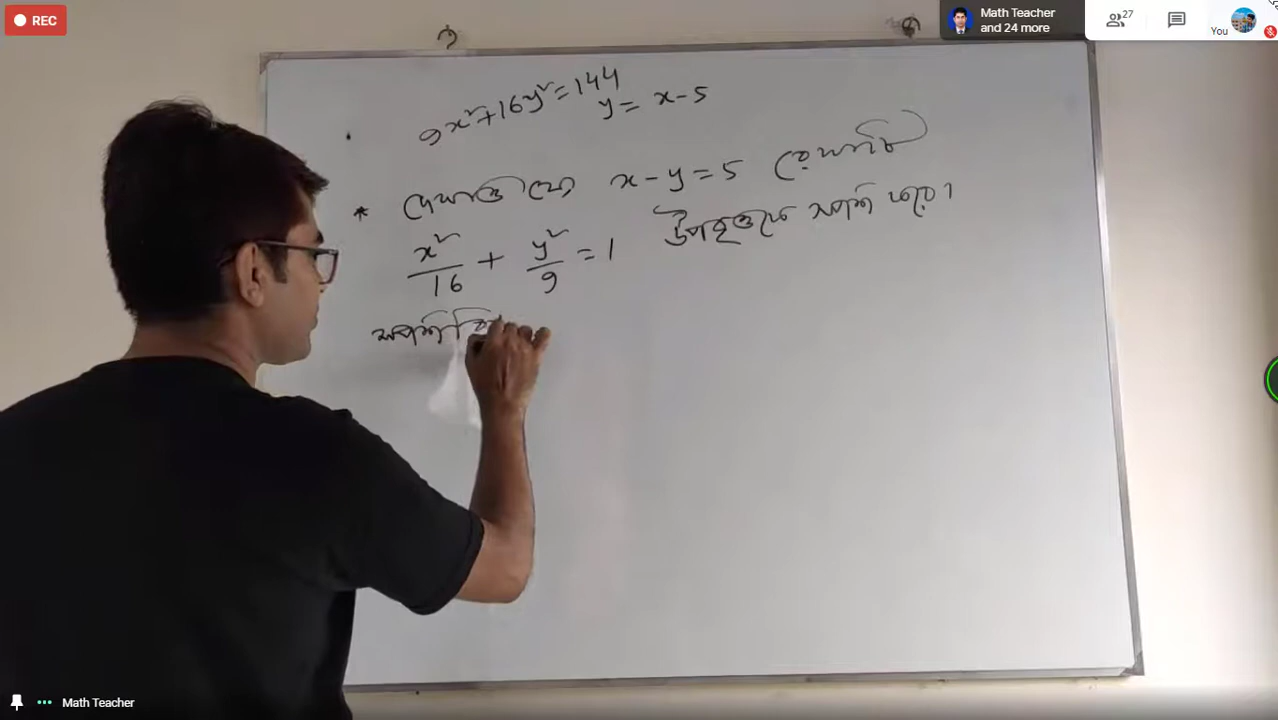 REC
Math Teacher
and 24 more
27
You
9x²+16y²=144
y= x-5
* দেখাও যে x-y=5 রেখাটি
x²/16 + y²/9 =1 উপবৃত্তকে স্পর্শ করে।
স্পর্শ
Math Teacher